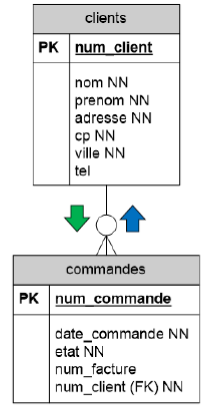 clients
PK num_client
nom NN
prenom NN
adresse NN
cp NN
ville NN
tel
commandes
PK num_commande
date_commande NN
etat NN
num_facture
num_client (FK) NN